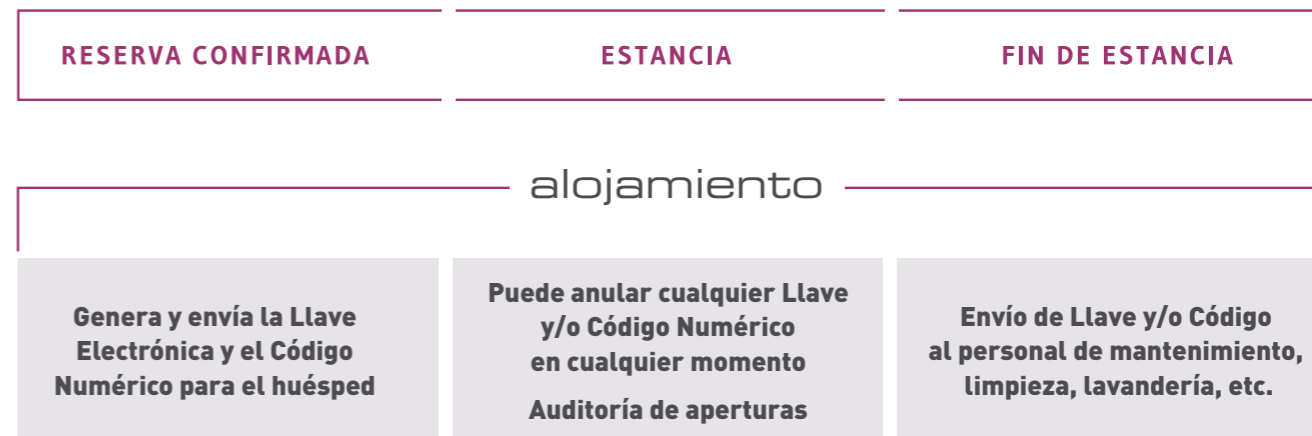 RESERVA CONFIRMADA
ESTANCIA
FIN DE ESTANCIA
alojamiento
Genera y envía la Llave
Electrónica y el Código
Numérico para el huésped
Puede anular cualquier Llave
y/o Código Numérico
en cualquier momento
Auditoría de aperturas
Envío de Llave y/o Código
al personal de mantenimiento,
limpieza, lavandería, etc.